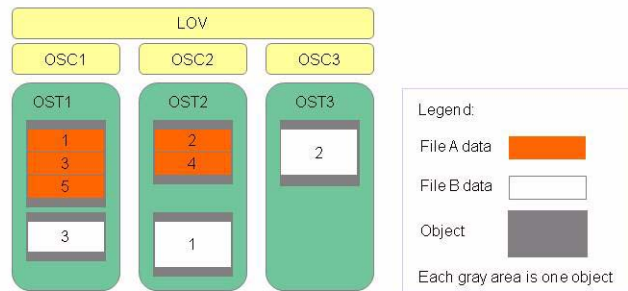 LOV
OSC1
OSC2
OSC3
OST1
OST2
OST3
1
3
5
3
2
4
1
2
Legend:
File A data
File B data
Object
Each gray area is one object